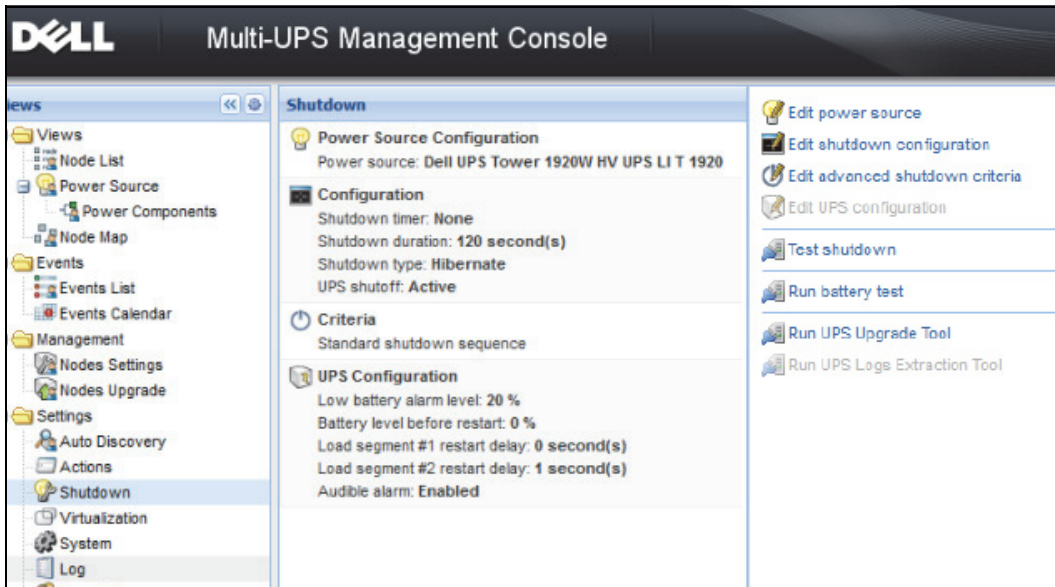 DELL
Multi-UPS Management Console
iews
Views
Node List
Power Source
Power Components
Node Map
Events
Events List
Events Calendar
Management
Nodes Settings
Nodes Upgrade
Settings
Auto Discovery
Actions
Shutdown
Virtualization
System
Log
Shutdown
Power Source Configuration
Power source: Dell UPS Tower 1920W HV UPS LI T 1920
Configuration
Shutdown timer: None
Shutdown duration: 120 second(s)
Shutdown type: Hibernate
UPS shutoff: Active
Criteria
Standard shutdown sequence
UPS Configuration
Low battery alarm level: 20 %
Battery level before restart: 0 %
Load segment #1 restart delay: 0 second(s)
Load segment #2 restart delay: 1 second(s)
Audible alarm: Enabled
Edit power source
Edit shutdown configuration
Edit advanced shutdown criteria
Edit UPS configuration
Test shutdown
Run battery test
Run UPS Upgrade Tool
Run UPS Logs Extraction Tool